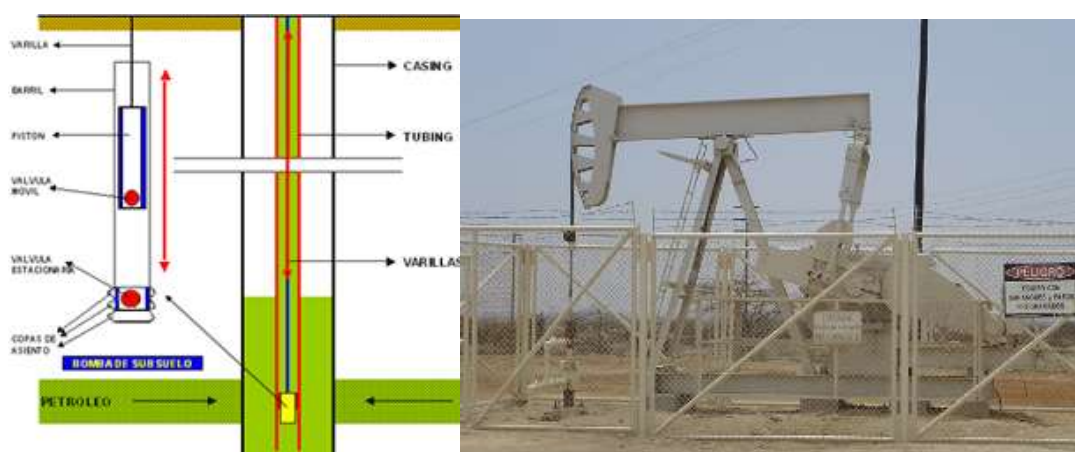 VARILLA
BARRIL
PISTON
VALVULA
MOVIL
VALVULA
ESTACIONARIA
COPAS DE
ASIENTO
BOMBA DE SUBSUELO
PETROLEO
CASING
TUBING
VARILLAS
PELIGRO